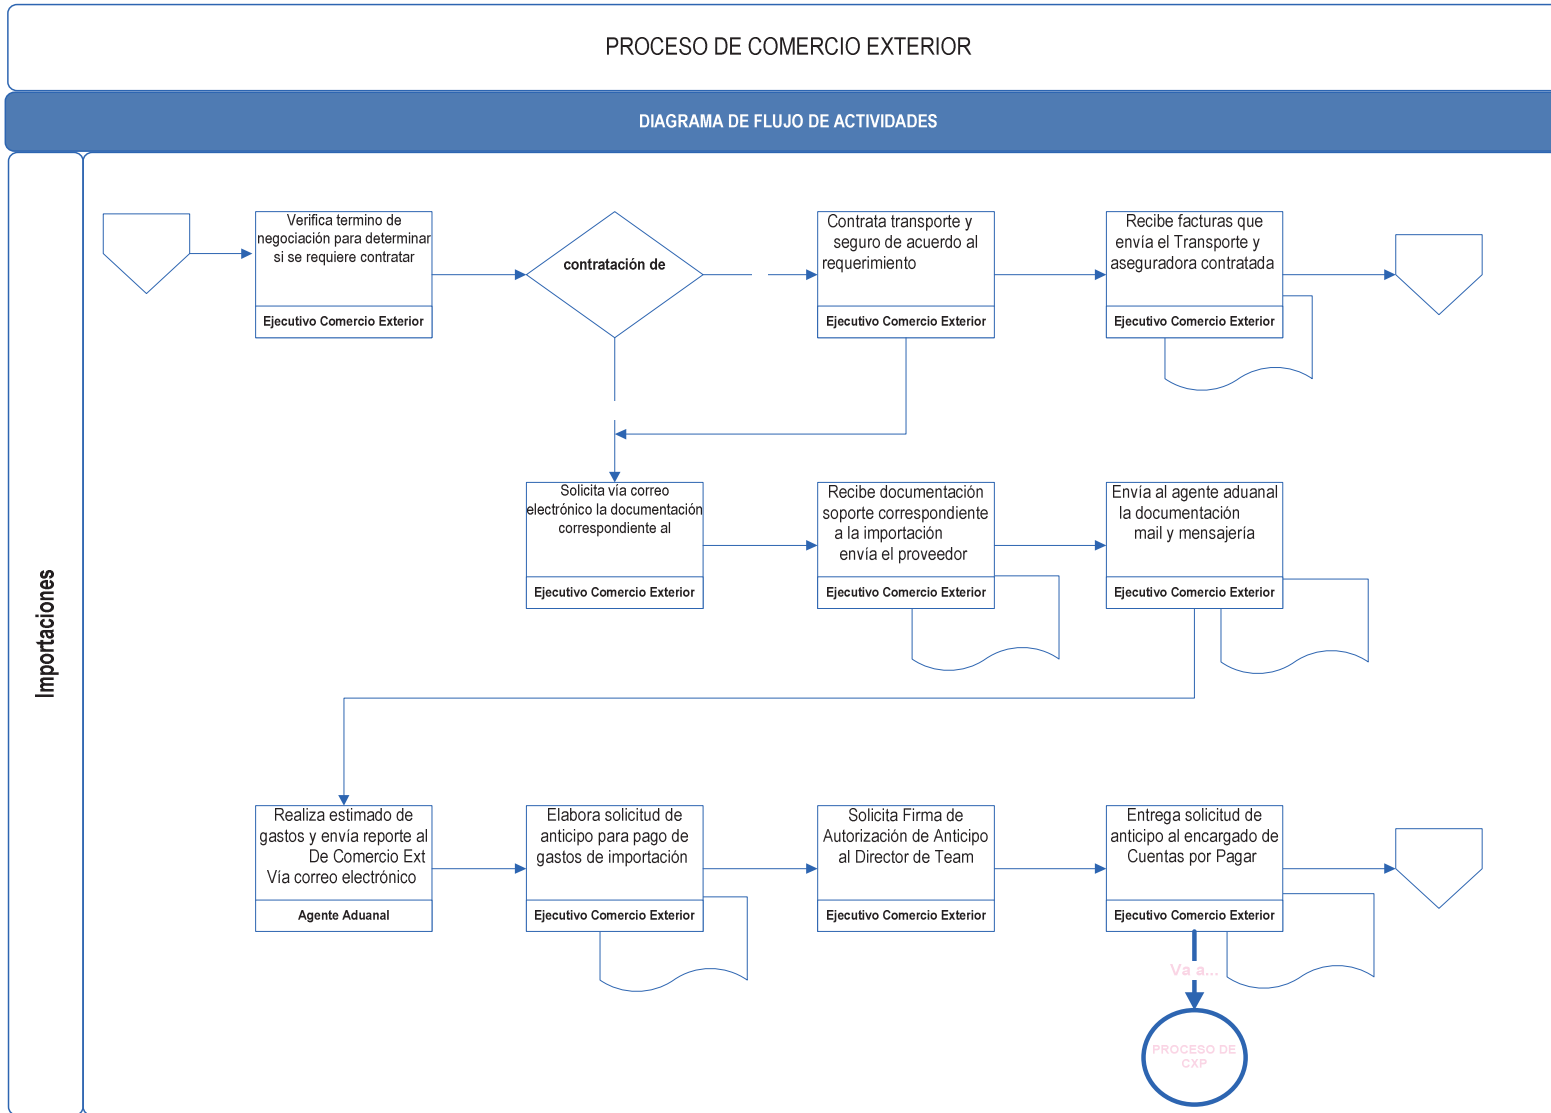 PROCESO DE COMERCIO EXTERIOR
DIAGRAMA DE FLUJO DE ACTIVIDADES
Importaciones
Verifica termino de
negociación para determinar
si se requiere contratar
Ejecutivo Comercio Exterior
contratación de
Contrata transporte y
seguro de acuerdo al
requerimiento
Ejecutivo Comercio Exterior
Recibe facturas que
envía el Transporte y
aseguradora contratada
Ejecutivo Comercio Exterior
Solicita vía correo
electrónico la documentación
correspondiente al
Ejecutivo Comercio Exterior
Recibe documentación
soporte correspondiente
a la importación
envía el proveedor
Ejecutivo Comercio Exterior
Envía al agente aduanal
la documentación
mail y mensajería
Ejecutivo Comercio Exterior
Realiza estimado de
gastos y envía reporte al
De Comercio Ext
Vía correo electrónico
Agente Aduanal
Elabora solicitud de
anticipo para pago de
gastos de importación
Ejecutivo Comercio Exterior
Solicita Firma de
Autorización de Anticipo
al Director de Team
Ejecutivo Comercio Exterior
Entrega solicitud de
anticipo al encargado de
Cuentas por Pagar
Ejecutivo Comercio Exterior
Va a...
PROCESO DE
CXP